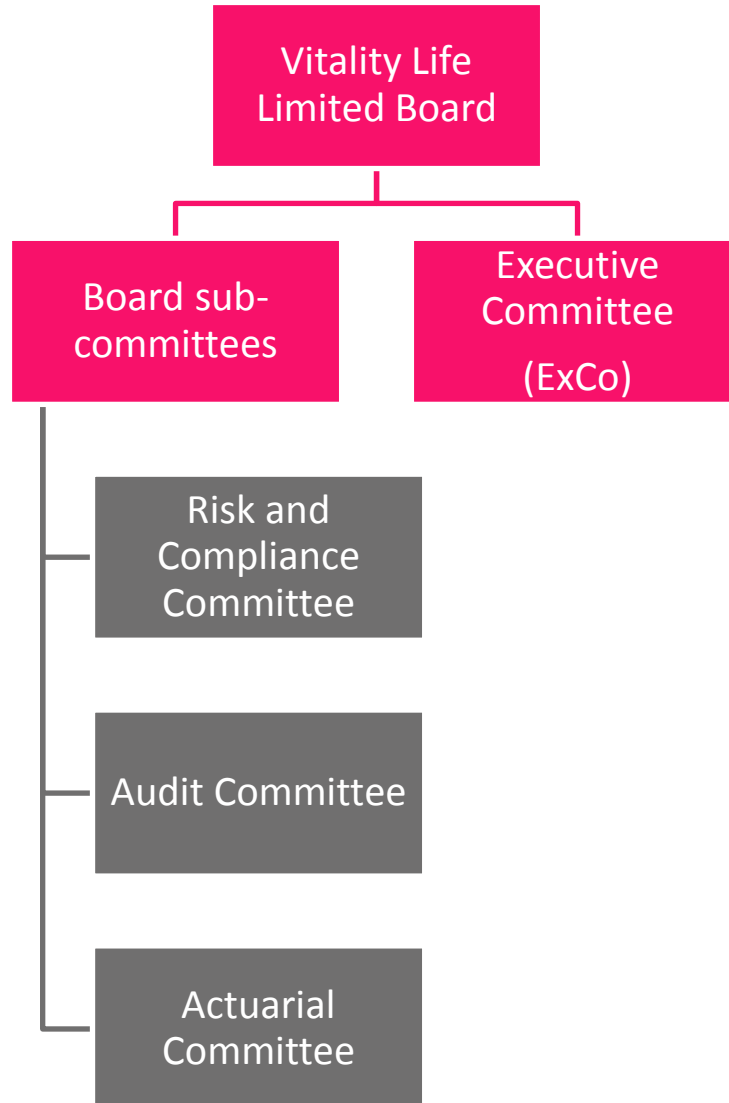 Vitality Life
Limited Board
Board sub-
committees
Executive
Committee
(ExCo)
Risk and
Compliance
Committee
Audit Committee
Actuarial
Committee